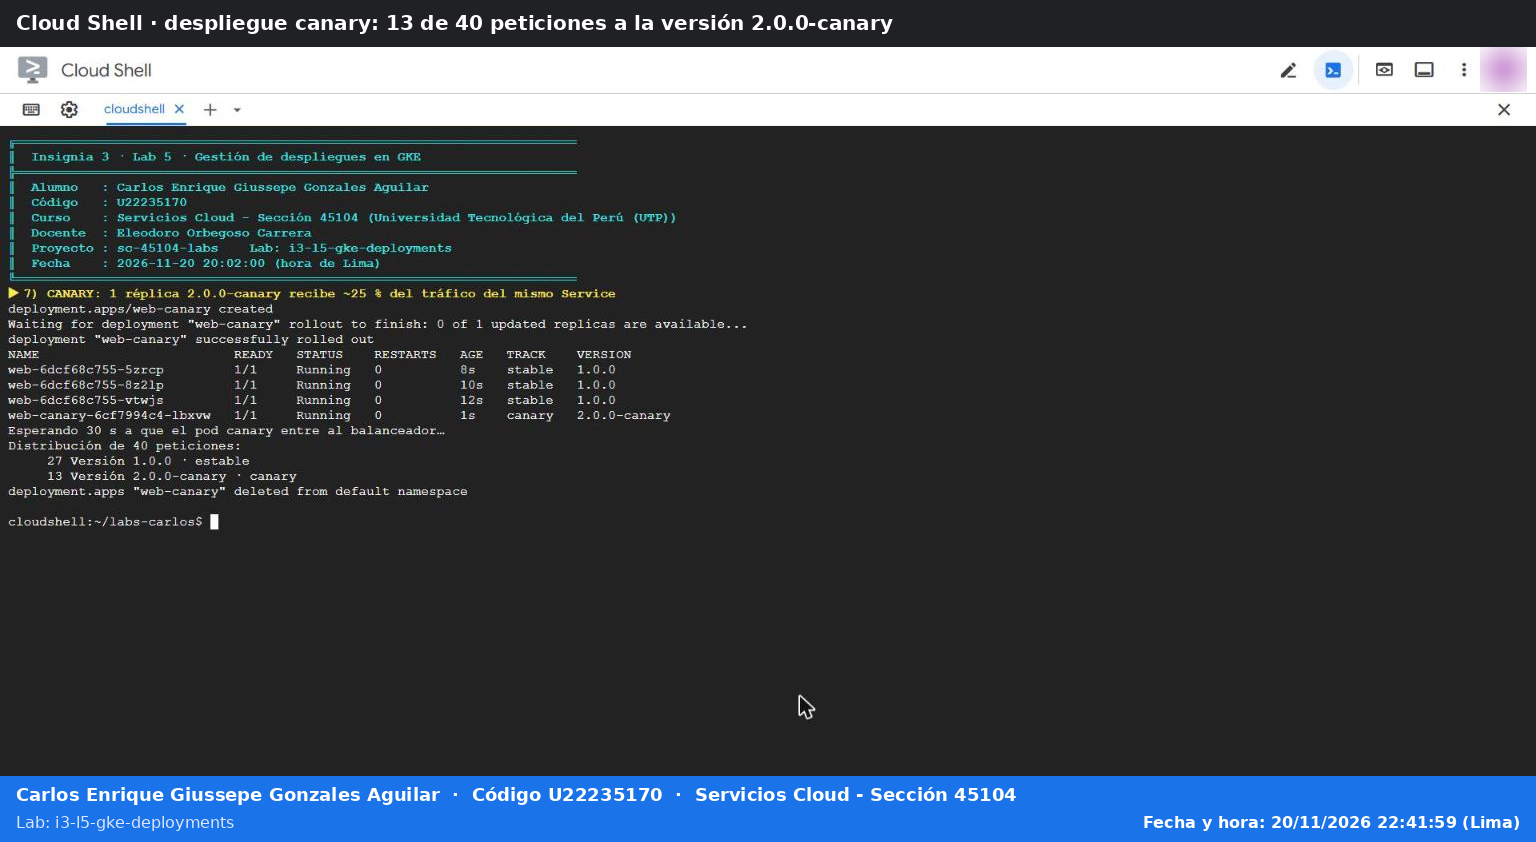 Cloud Shell · despliegue canary: 13 de 40 peticiones a la versión 2.0.0-canary
Cloud Shell
cloudshell
Insignia 3 · Lab 5 · Gestión de despliegues en GKE
Alumno : Carlos Enrique Giussepe Gonzales Aguilar
Código : U22235170
Curso : Servicios Cloud - Sección 45104 (Universidad Tecnológica del Perú (UTP))
Docente : Eleodoro Orbegoso Carrera
Proyecto : sc-45104-labs Lab: i3-l5-gke-deployments
Fecha : 2026-11-20 20:02:00 (hora de Lima)
▶ 7) CANARY: 1 réplica 2.0.0-canary recibe ~25 % del tráfico del mismo Service
deployment.apps/web-canary created
Waiting for deployment "web-canary" rollout to finish: 0 of 1 updated replicas are available...
deployment "web-canary" successfully rolled out
NAME READY STATUS RESTARTS AGE TRACK VERSION
web-6dcf68c755-5zrcp 1/1 Running 0 8s stable 1.0.0
web-6dcf68c755-8z2lp 1/1 Running 0 10s stable 1.0.0
web-6dcf68c755-vtwjs 1/1 Running 0 12s stable 1.0.0
web-canary-6cf7994c4-lbxvw 1/1 Running 0 1s canary 2.0.0-canary
Esperando 30 s a que el pod canary entre al balanceador…
Distribución de 40 peticiones:
27 Versión 1.0.0 · estable
13 Versión 2.0.0-canary · canary
deployment.apps "web-canary" deleted from default namespace
cloudshell:~/labs-carlos$
Carlos Enrique Giussepe Gonzales Aguilar · Código U22235170 · Servicios Cloud - Sección 45104
Lab: i3-l5-gke-deployments
Fecha y hora: 20/11/2026 22:41:59 (Lima)